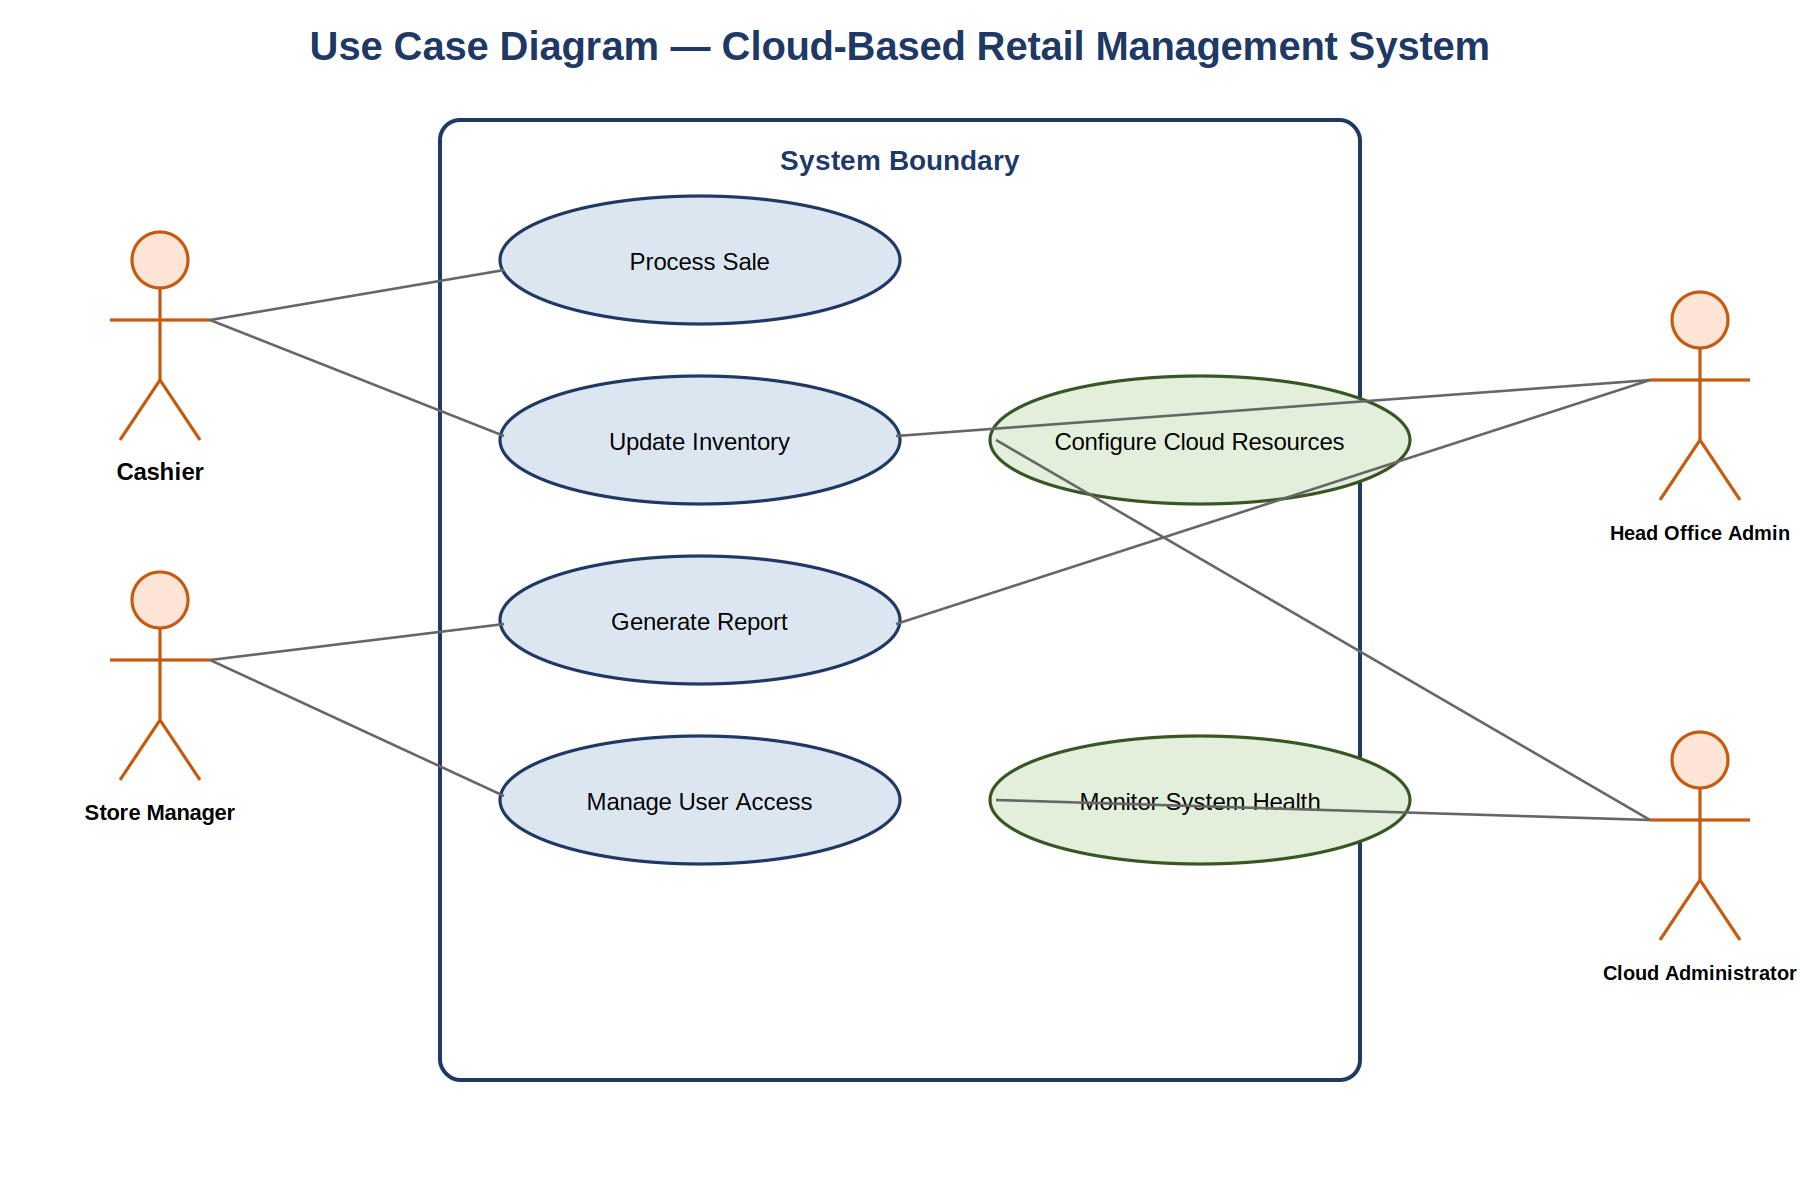 Use Case Diagram — Cloud-Based Retail Management System
System Boundary
Process Sale
Update Inventory
Configure Cloud Resources
Cashier
Head Office Admin
Generate Report
Manage User Access
Monitor System Health
Store Manager
Cloud Administrator